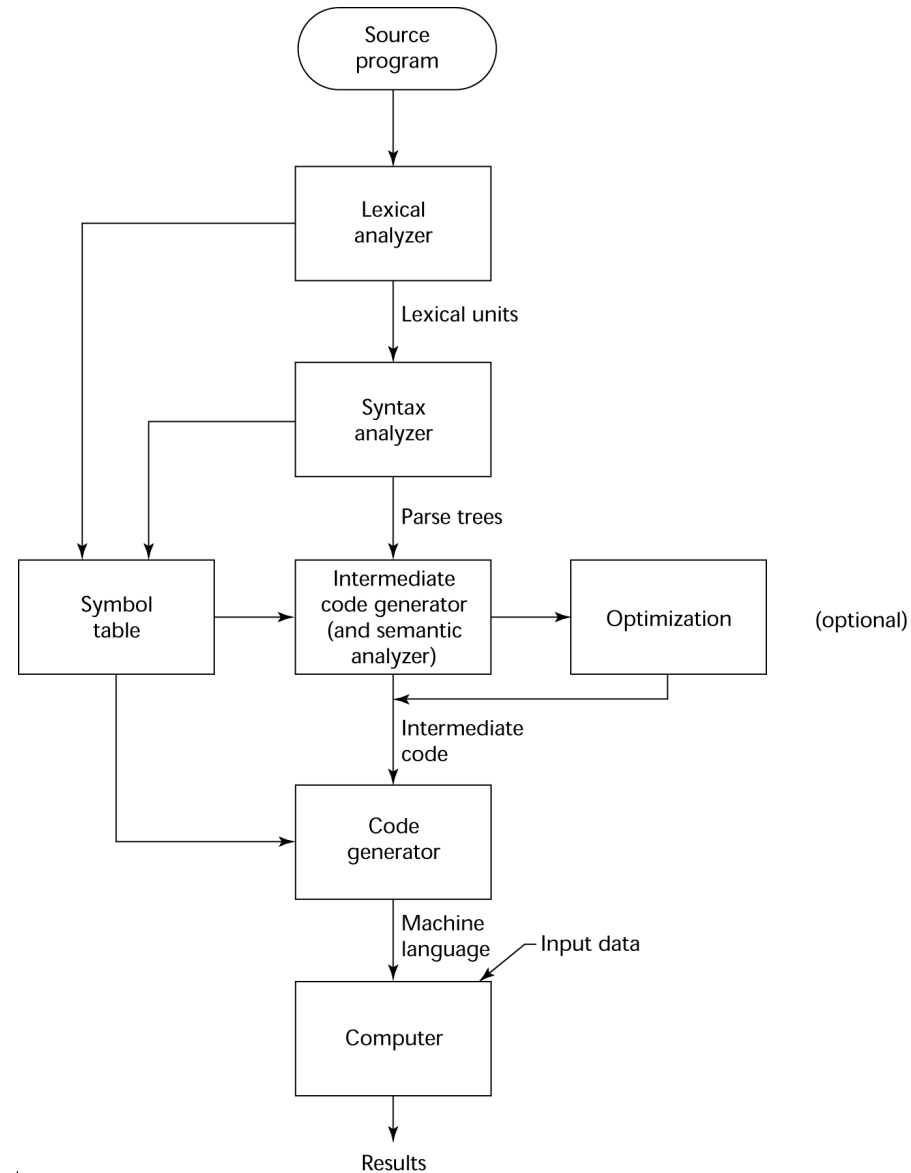 Source
program
Lexical
analyzer
Lexical units
Syntax
analyzer
Parse trees
Symbol
table
Intermediate
code generator
(and semantic
analyzer)
Optimization
(optional)
Intermediate
code
Code
generator
Machine
language
Input data
Computer
Results